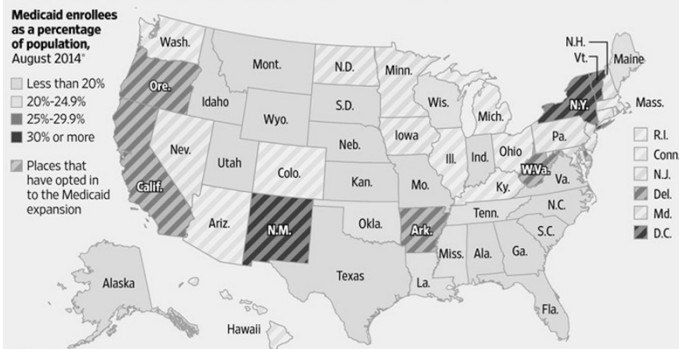 Medicaid enrollees
as a percentage
of population,
August 2014*
Less than 20%
20%-24.9%
25%-29.9%
30% or more
Places that
have opted in
to the Medicaid
expansion
Wash.
Ore.
Calif.
Nev.
Idaho
Mont.
Wyo.
Utah
Ariz.
Colo.
N.M.
N.D.
S.D.
Neb.
Kan.
Okla.
Texas
Minn.
Iowa
Mo.
Ark.
La.
Wis.
Ill.
Mich.
Ind.
Ohio
Ky.
Tenn.
Miss.
Ala.
Ga.
Fla.
S.C.
N.C.
Va.
W.Va.
Pa.
N.Y.
N.H.
Vt.
Maine
Mass.
R.I.
Conn.
N.J.
Del.
Md.
D.C.
Alaska
Hawaii